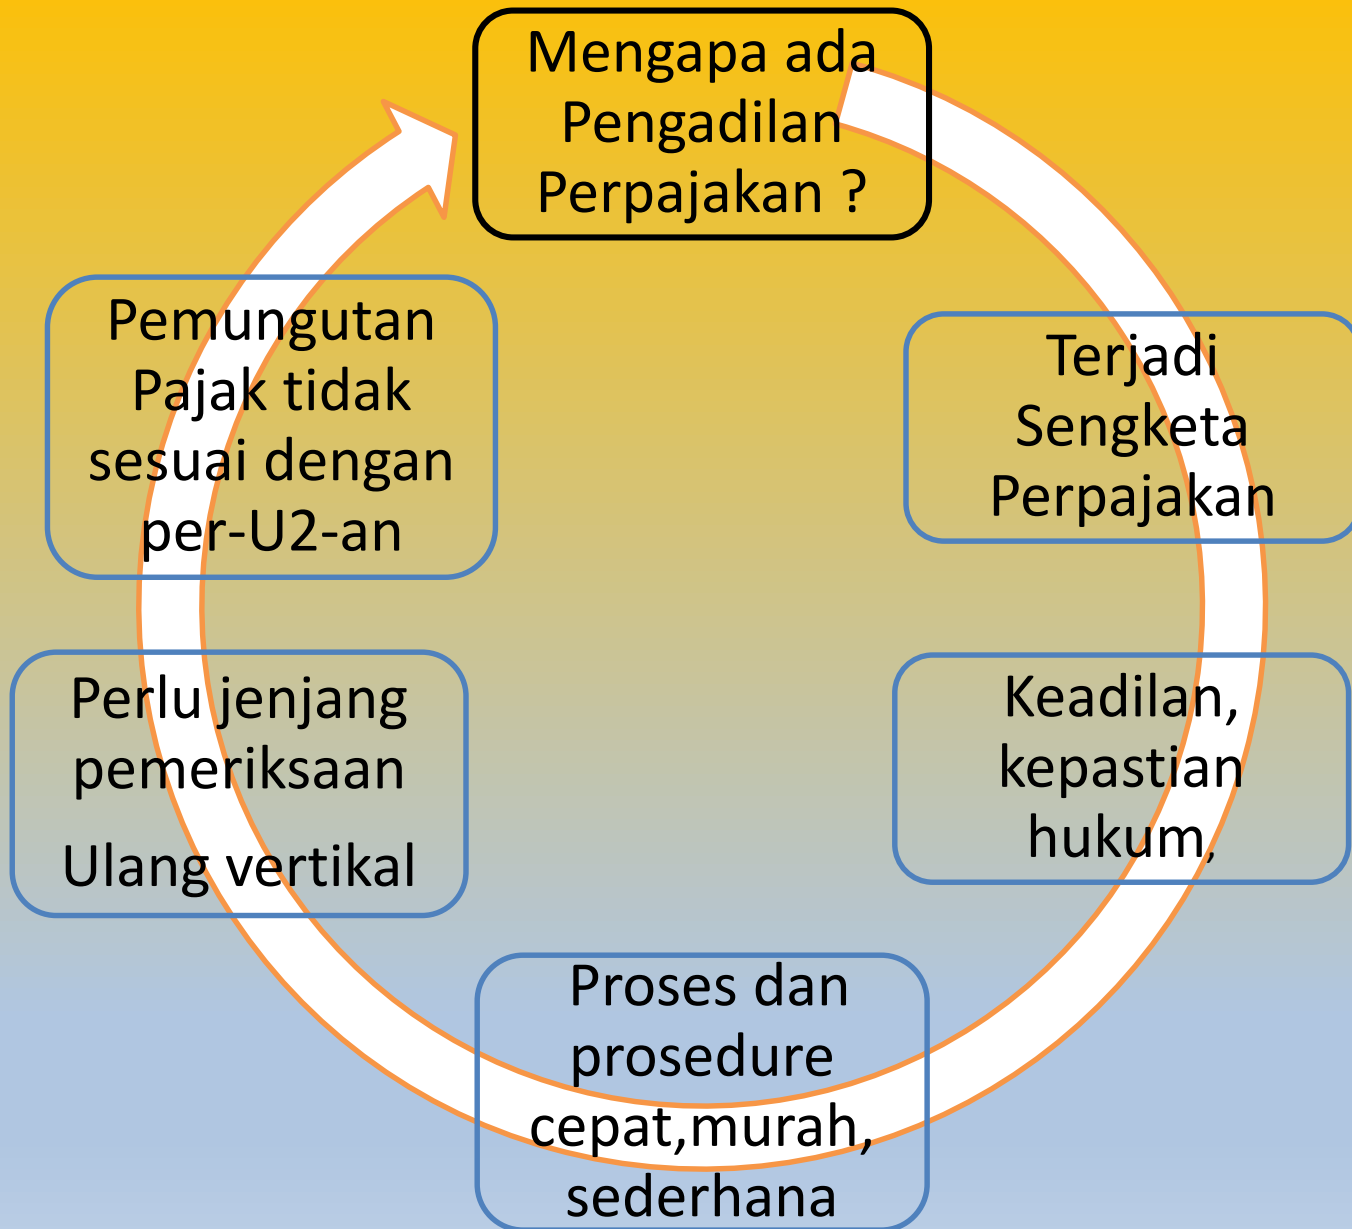 Mengapa ada
Pengadilan
Perpajakan ?
Terjadi
Sengketa
Perpajakan
Keadilan,
kepastian
hukum,
Proses dan
prosedure
cepat,murah,
sederhana
Perlu jenjang
pemeriksaan
Ulang vertikal
Pemungutan
Pajak tidak
sesuai dengan
per-U2-an